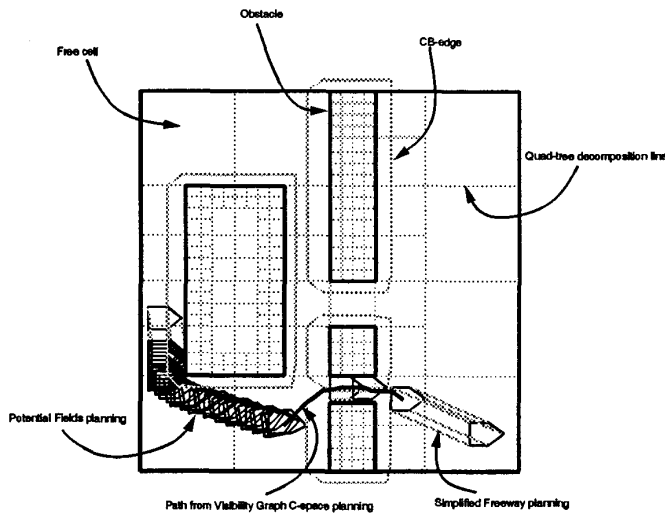 Obstacle
Free cell
CB-edge
Quad-tree decomposition line
Potential Fields planning
Path from Visibility Graph C-space planning
Simplified Freeway planning